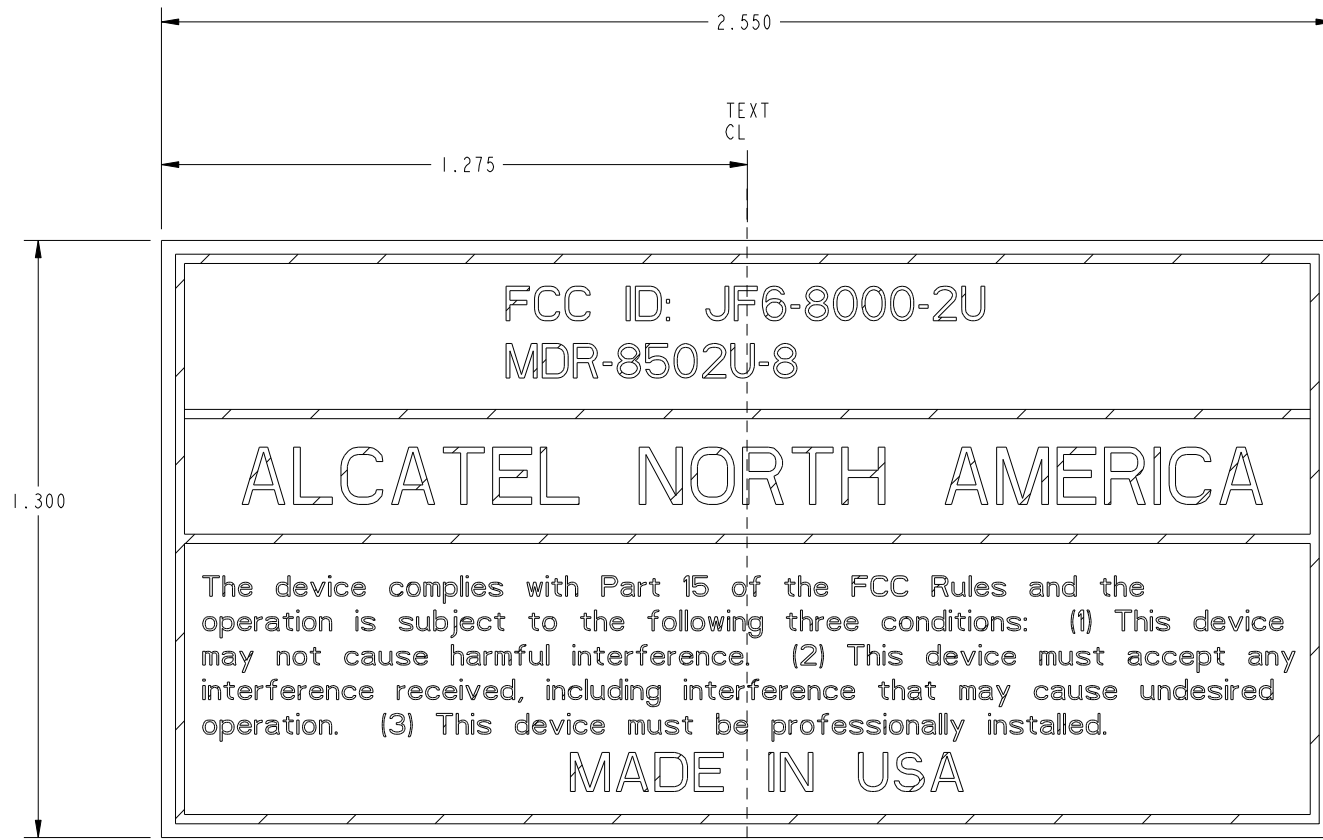 2.550
TEXT
CL
1.275
FCC ID: JF6-8000-2U
MDR-8502U-8
ALCATEL NORTH AMERICA
1.300
The device complies with Part 15 of the FCC Rules and the
operation is subject to the following three conditions: (1) This device
may not cause harmful interference. (2) This device must accept any
interference received, including interference that may cause undesired
operation. (3) This device must be professionally installed.
MADE IN USA